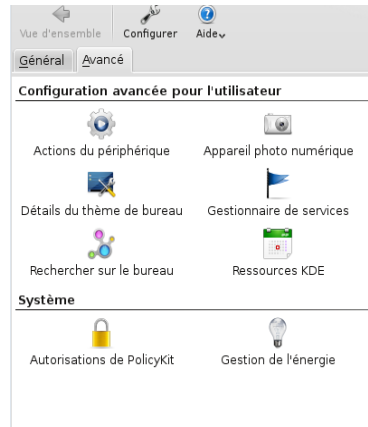 Vue d'ensemble Configurer Aide
Général Avancé
Configuration avancée pour l'utilisateur
Actions du périphérique Appareil photo numérique
Détails du thème de bureau Gestionnaire de services
Rechercher sur le bureau Ressources KDE
Système
Autorisations de PolicyKit Gestion de l'énergie